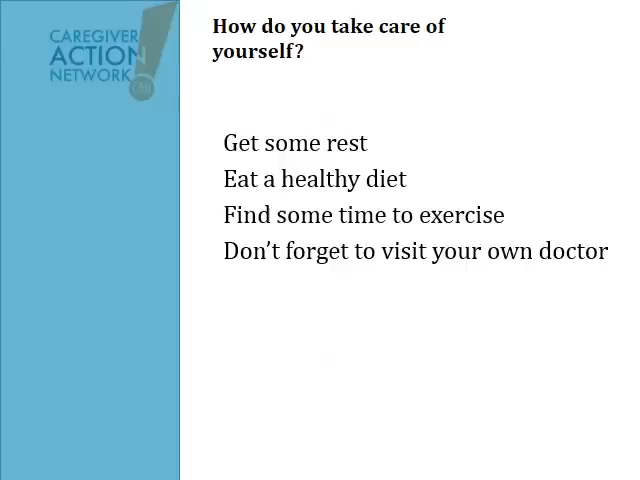 CAREGIVER
ACTION
NETWORK
How do you take care of
yourself?
Get some rest
Eat a healthy diet
Find some time to exercise
Don’t forget to visit your own doctor